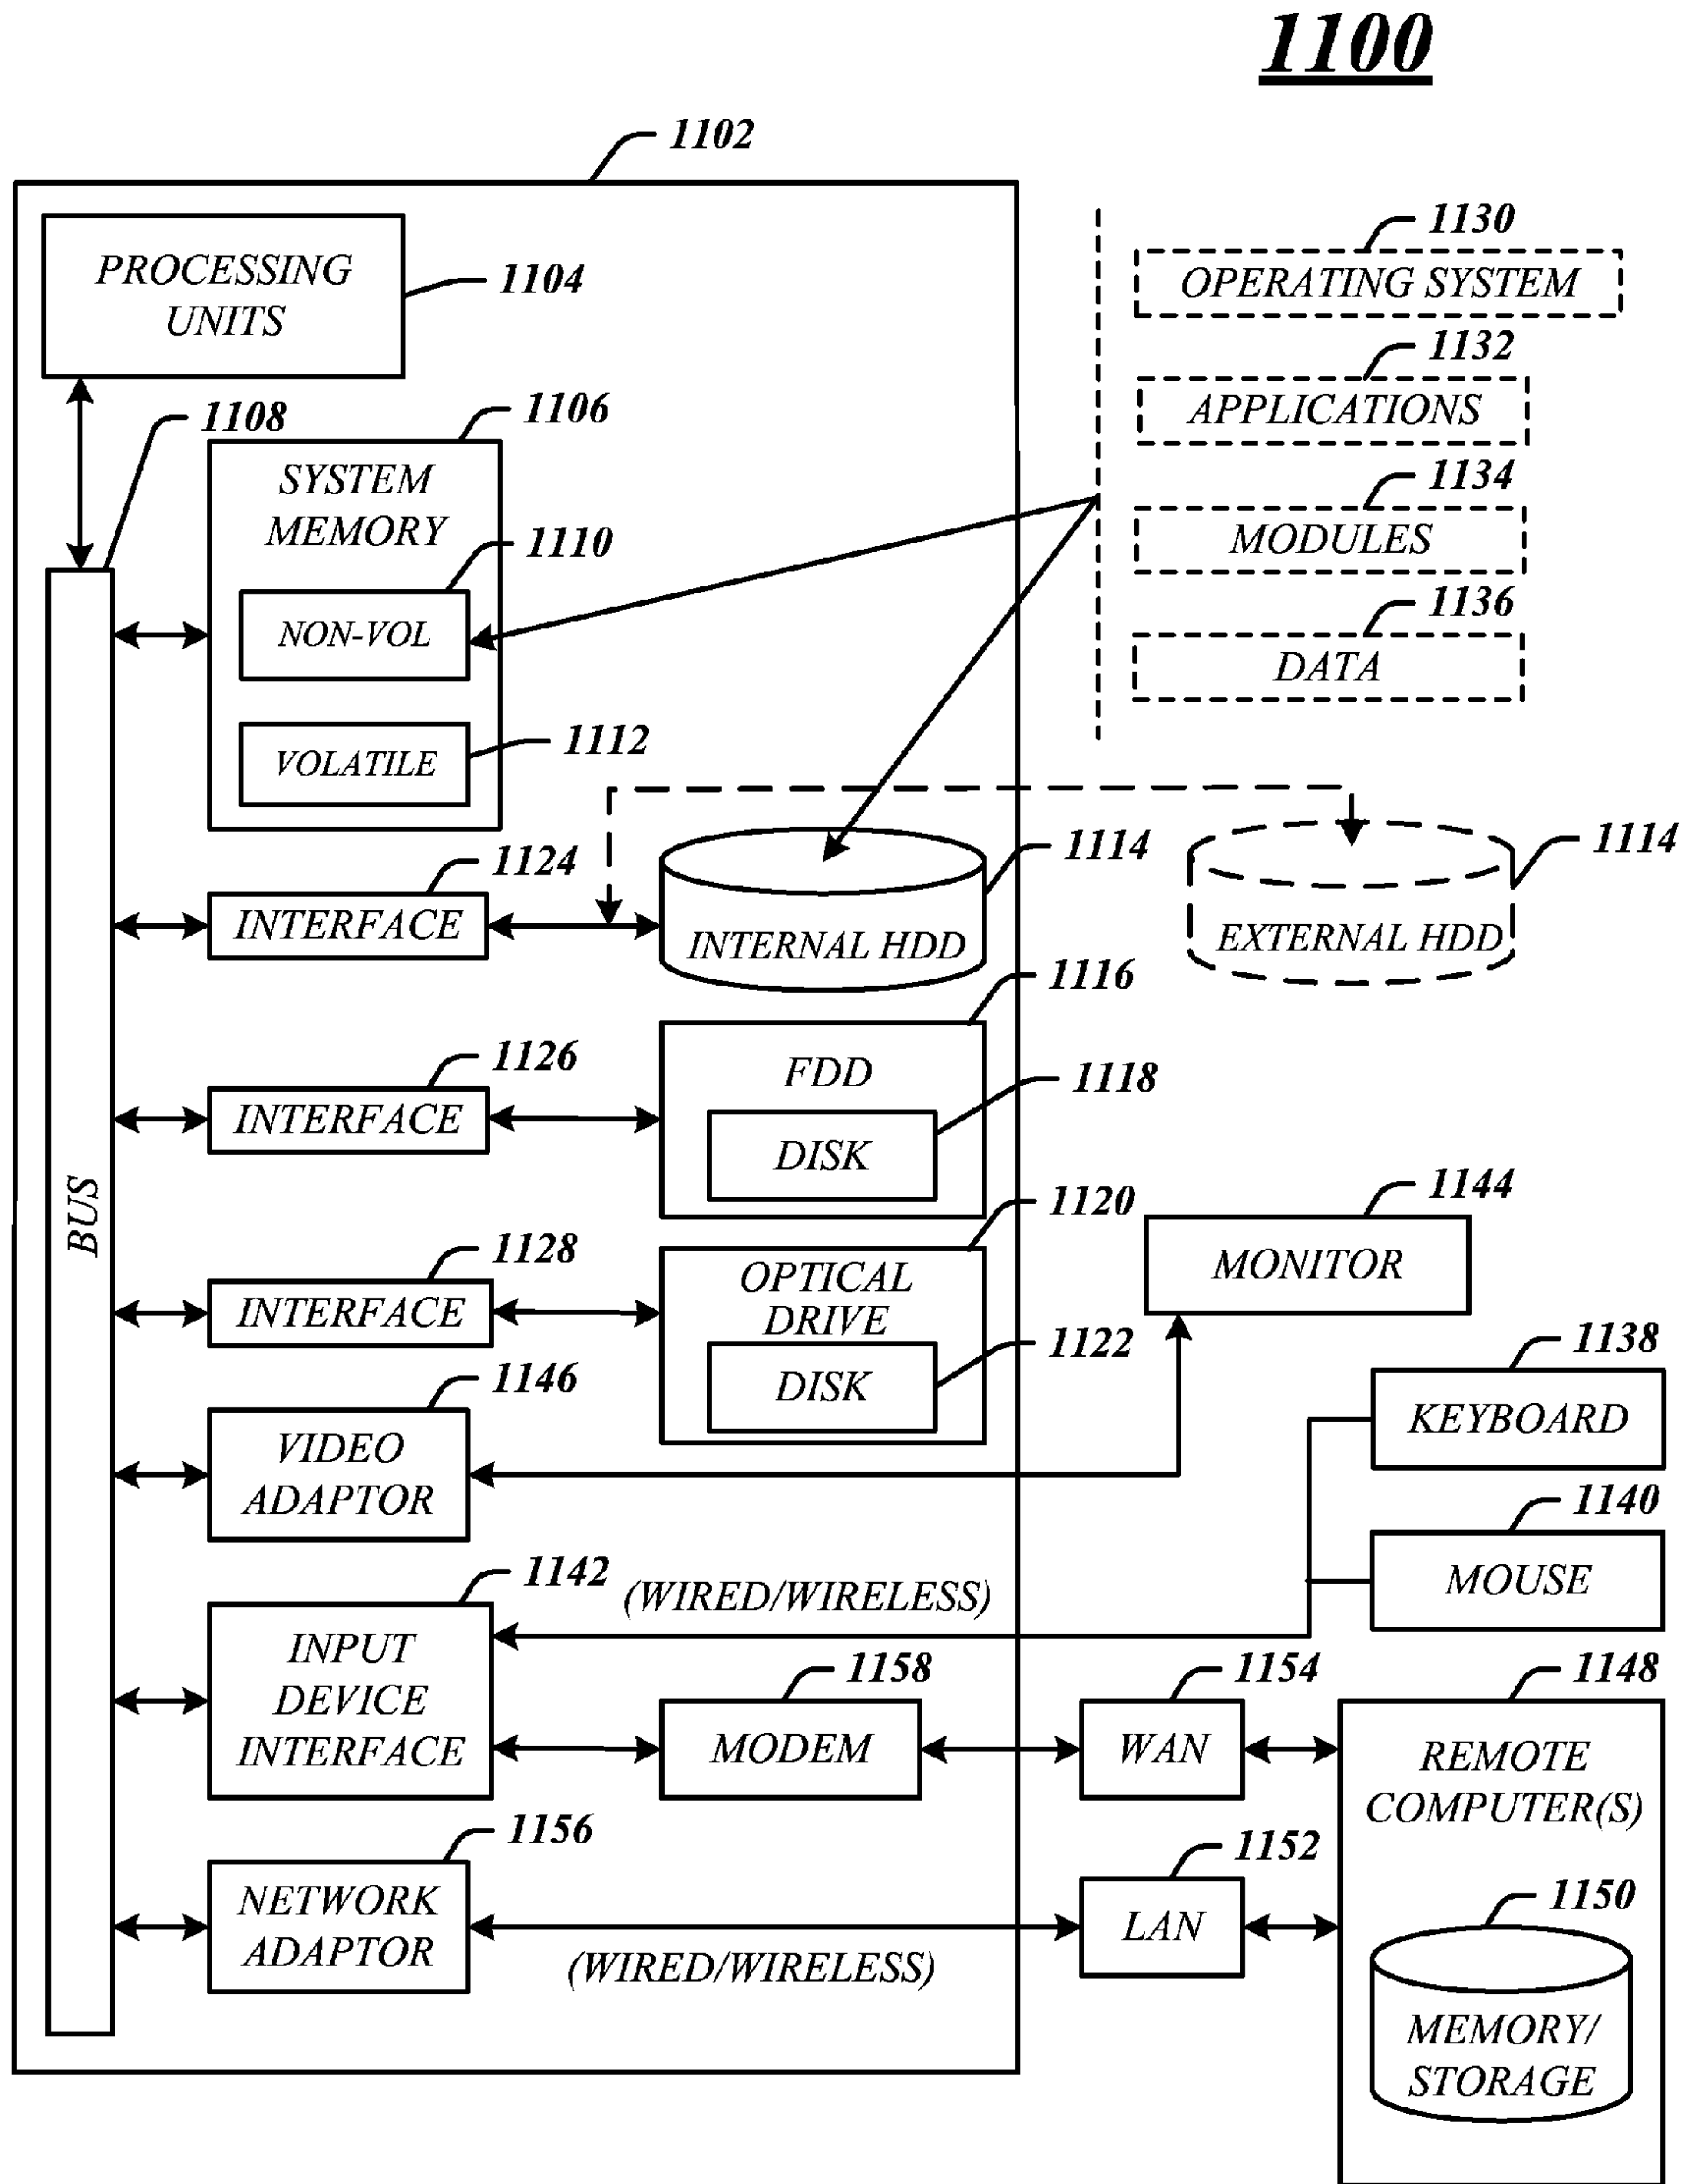 1100
1102
PROCESSING
UNITS
1104
1130
OPERATING SYSTEM
1132
APPLICATIONS
1134
MODULES
1136
DATA
1108
1106
SYSTEM
MEMORY
1110
NON-VOL
1112
VOLATILE
1124
INTERFACE
1114
INTERNAL HDD
1114
EXTERNAL HDD
1116
FDD
1126
INTERFACE
1118
DISK
BUS
1128
INTERFACE
1120
OPTICAL
DRIVE
1122
DISK
1144
MONITOR
1146
VIDEO
ADAPTOR
1138
KEYBOARD
1140
MOUSE
1142
(WIRED/WIRELESS)
INPUT
DEVICE
INTERFACE
1158
MODEM
1154
WAN
1148
REMOTE
COMPUTER(S)
1156
NETWORK
ADAPTOR
(WIRED/WIRELESS)
1152
LAN
1150
MEMORY/
STORAGE